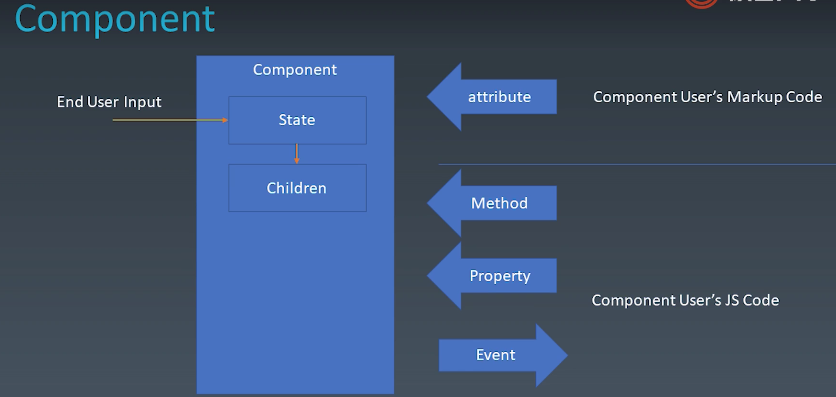 Component
Component
End User Input
State
Children
attribute
Component User's Markup Code
Method
Property
Component User's JS Code
Event